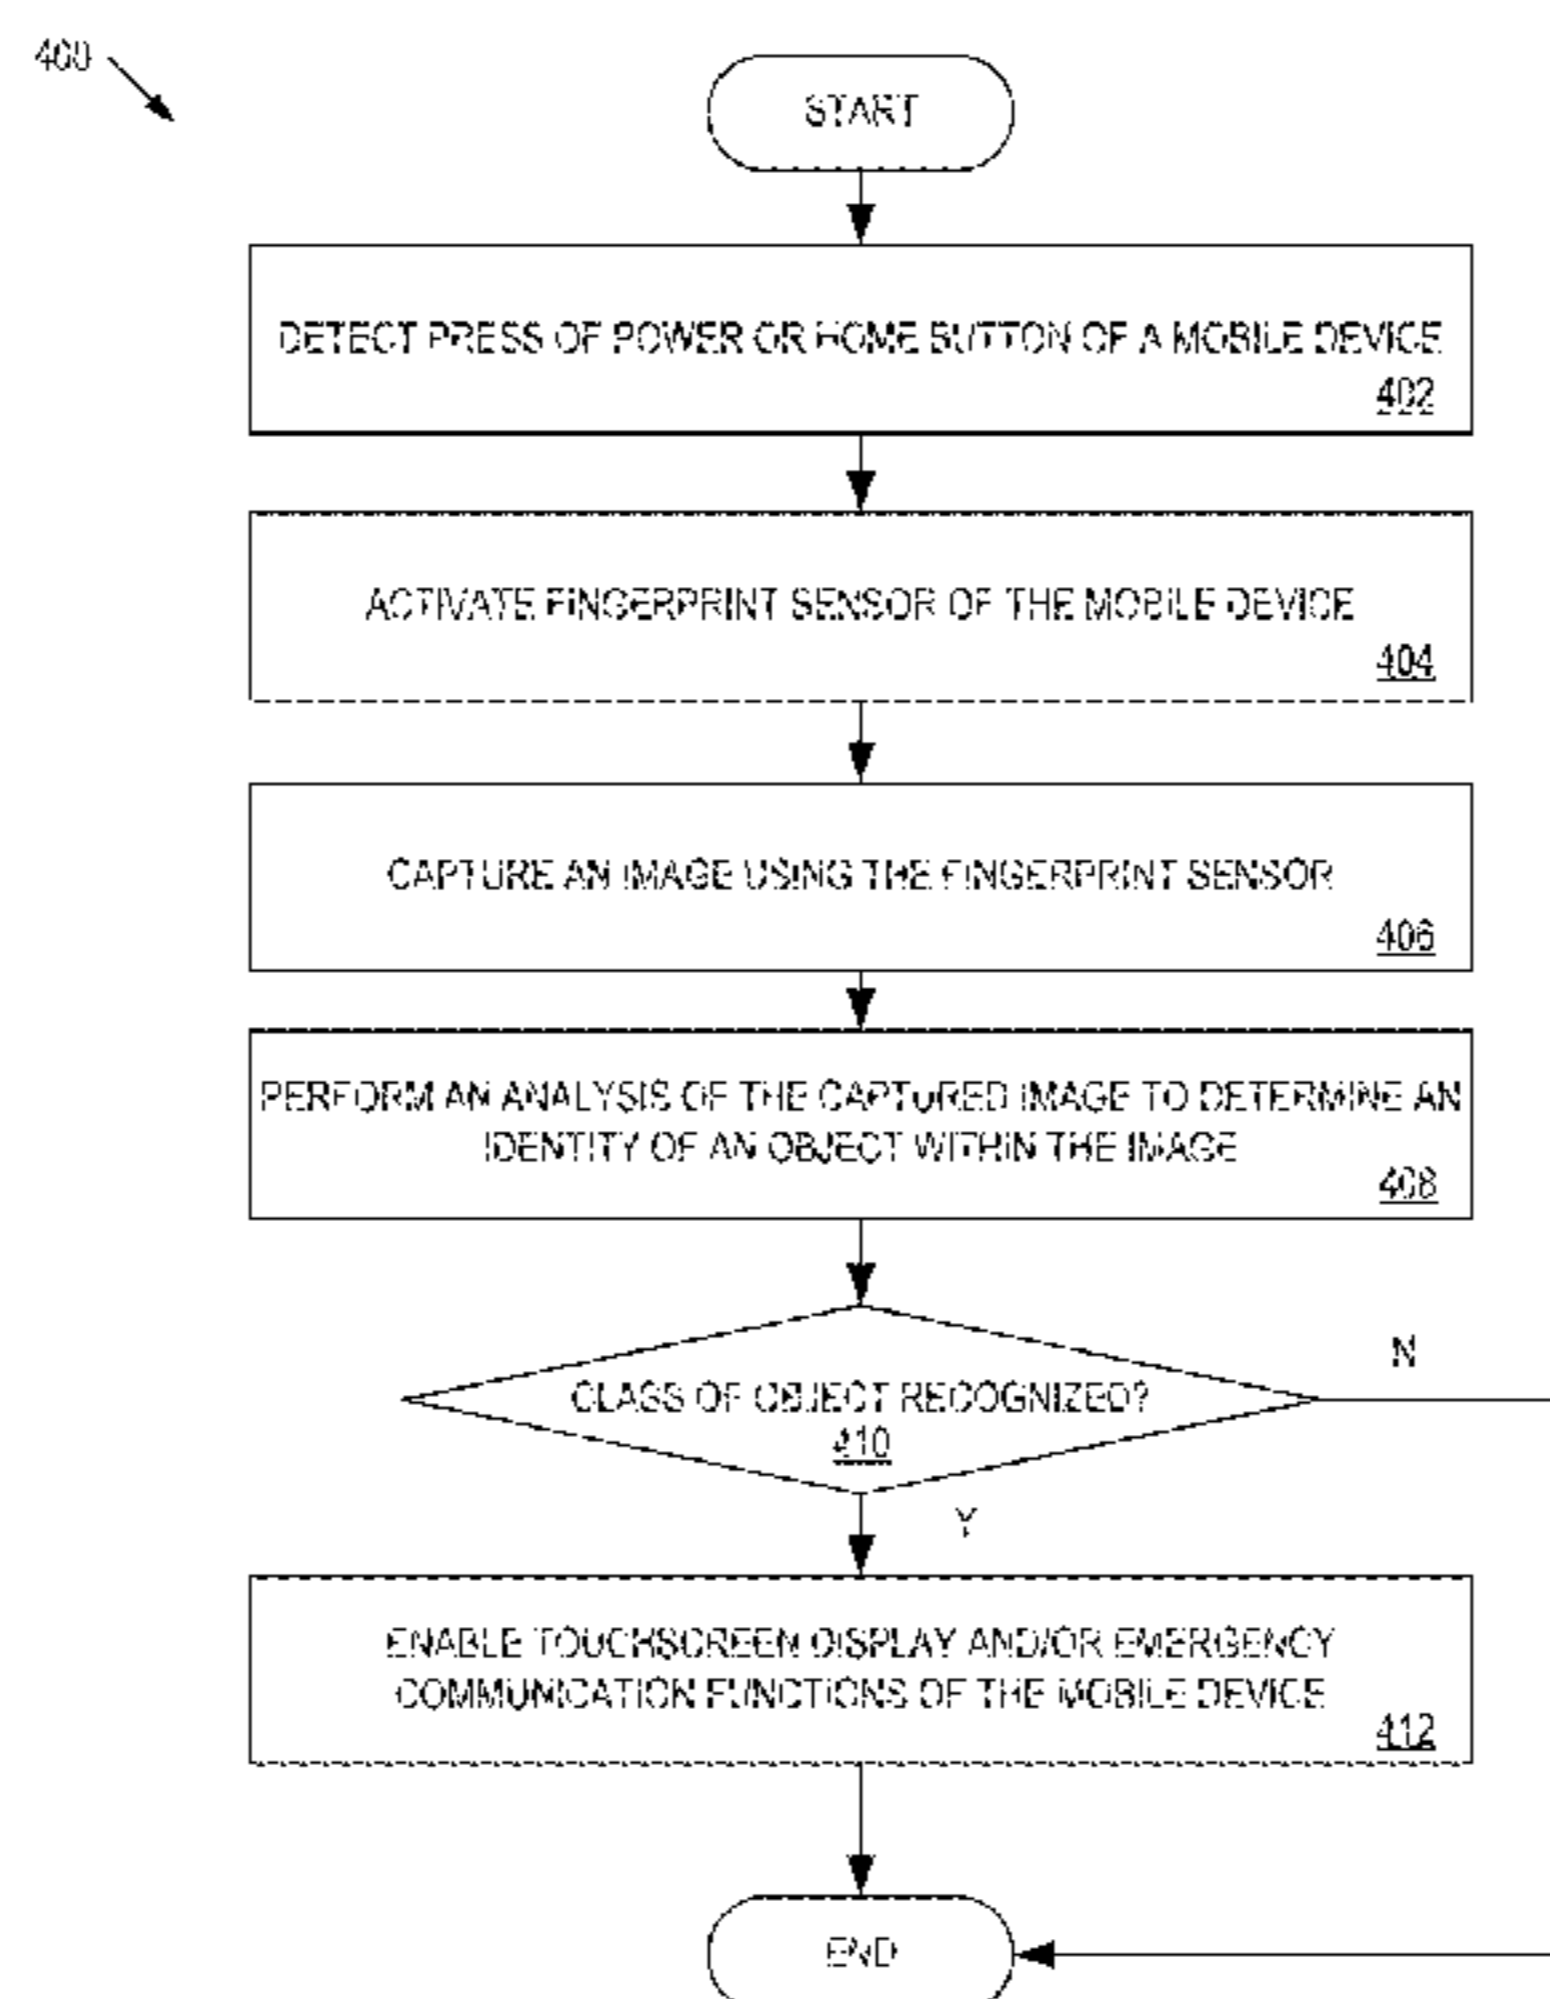 400
START
DETECT PRESS OF POWER OR HOME BUTTON OF A MOBILE DEVICE
402
ACTIVATE FINGERPRINT SENSOR OF THE MOBILE DEVICE
404
CAPTURE AN IMAGE USING THE FINGERPRINT SENSOR
406
PERFORM AN ANALYSIS OF THE CAPTURED IMAGE TO DETERMINE AN
IDENTITY OF AN OBJECT WITHIN THE IMAGE
408
N
CLASS OF OBJECT RECOGNIZED?
410
Y
ENABLE TOUCHSCREEN DISPLAY AND/OR EMERGENCY
COMMUNICATION FUNCTIONS OF THE MOBILE DEVICE
412
END